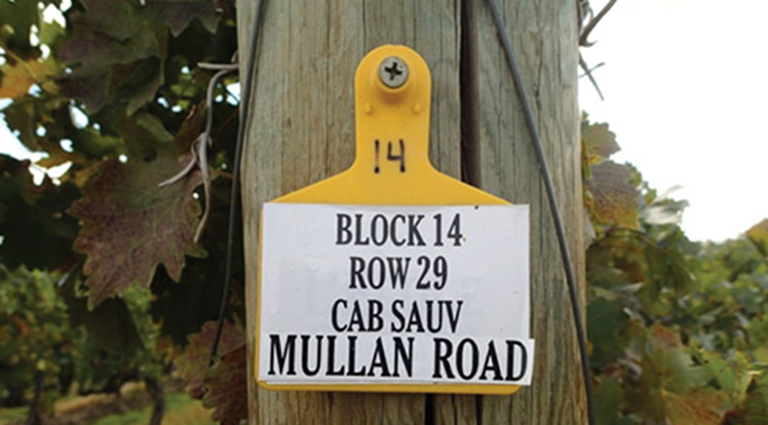 14
BLOCK 14
ROW 29
CAB SAUV
MULLAN ROAD